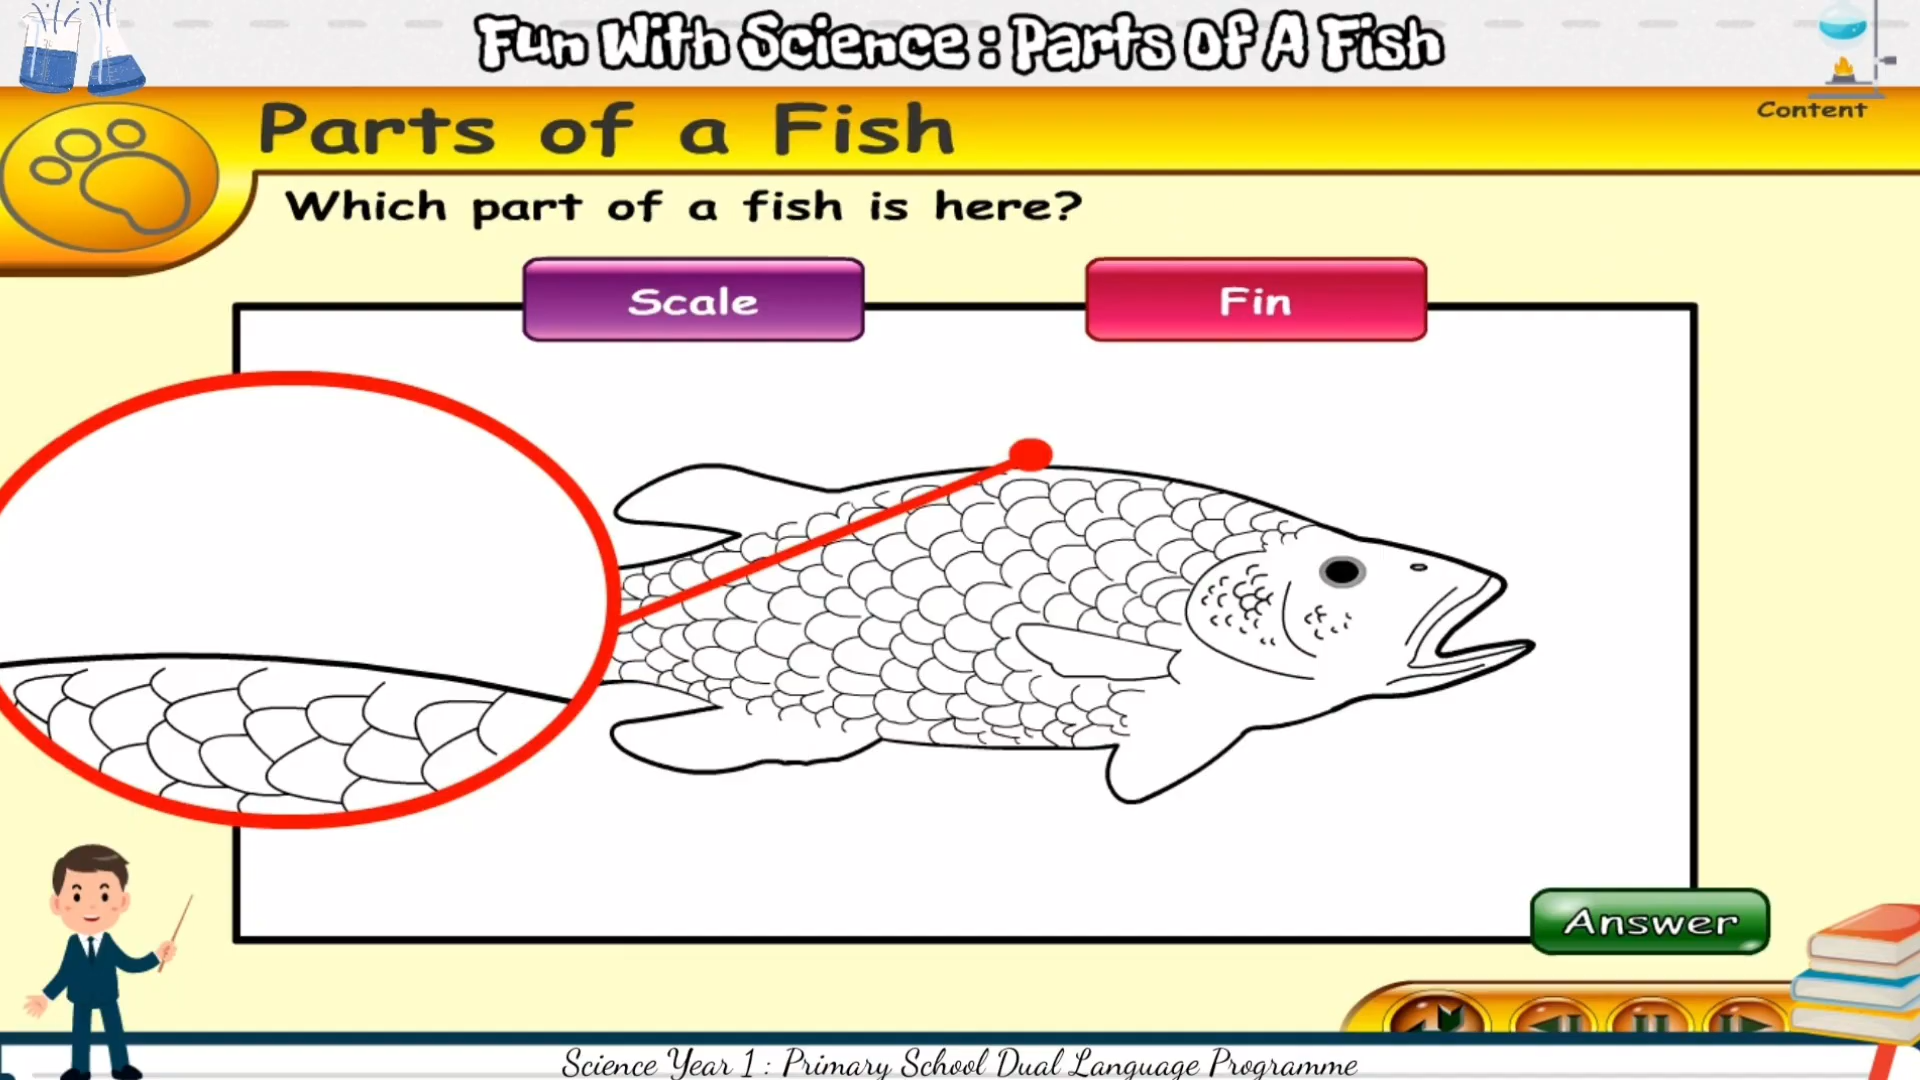 Fun With Science : Parts Of A Fish
Content
Parts of a Fish
Which part of a fish is here?
Scale
Fin
Answer
Science Year 1 : Primary School Dual Language Programme